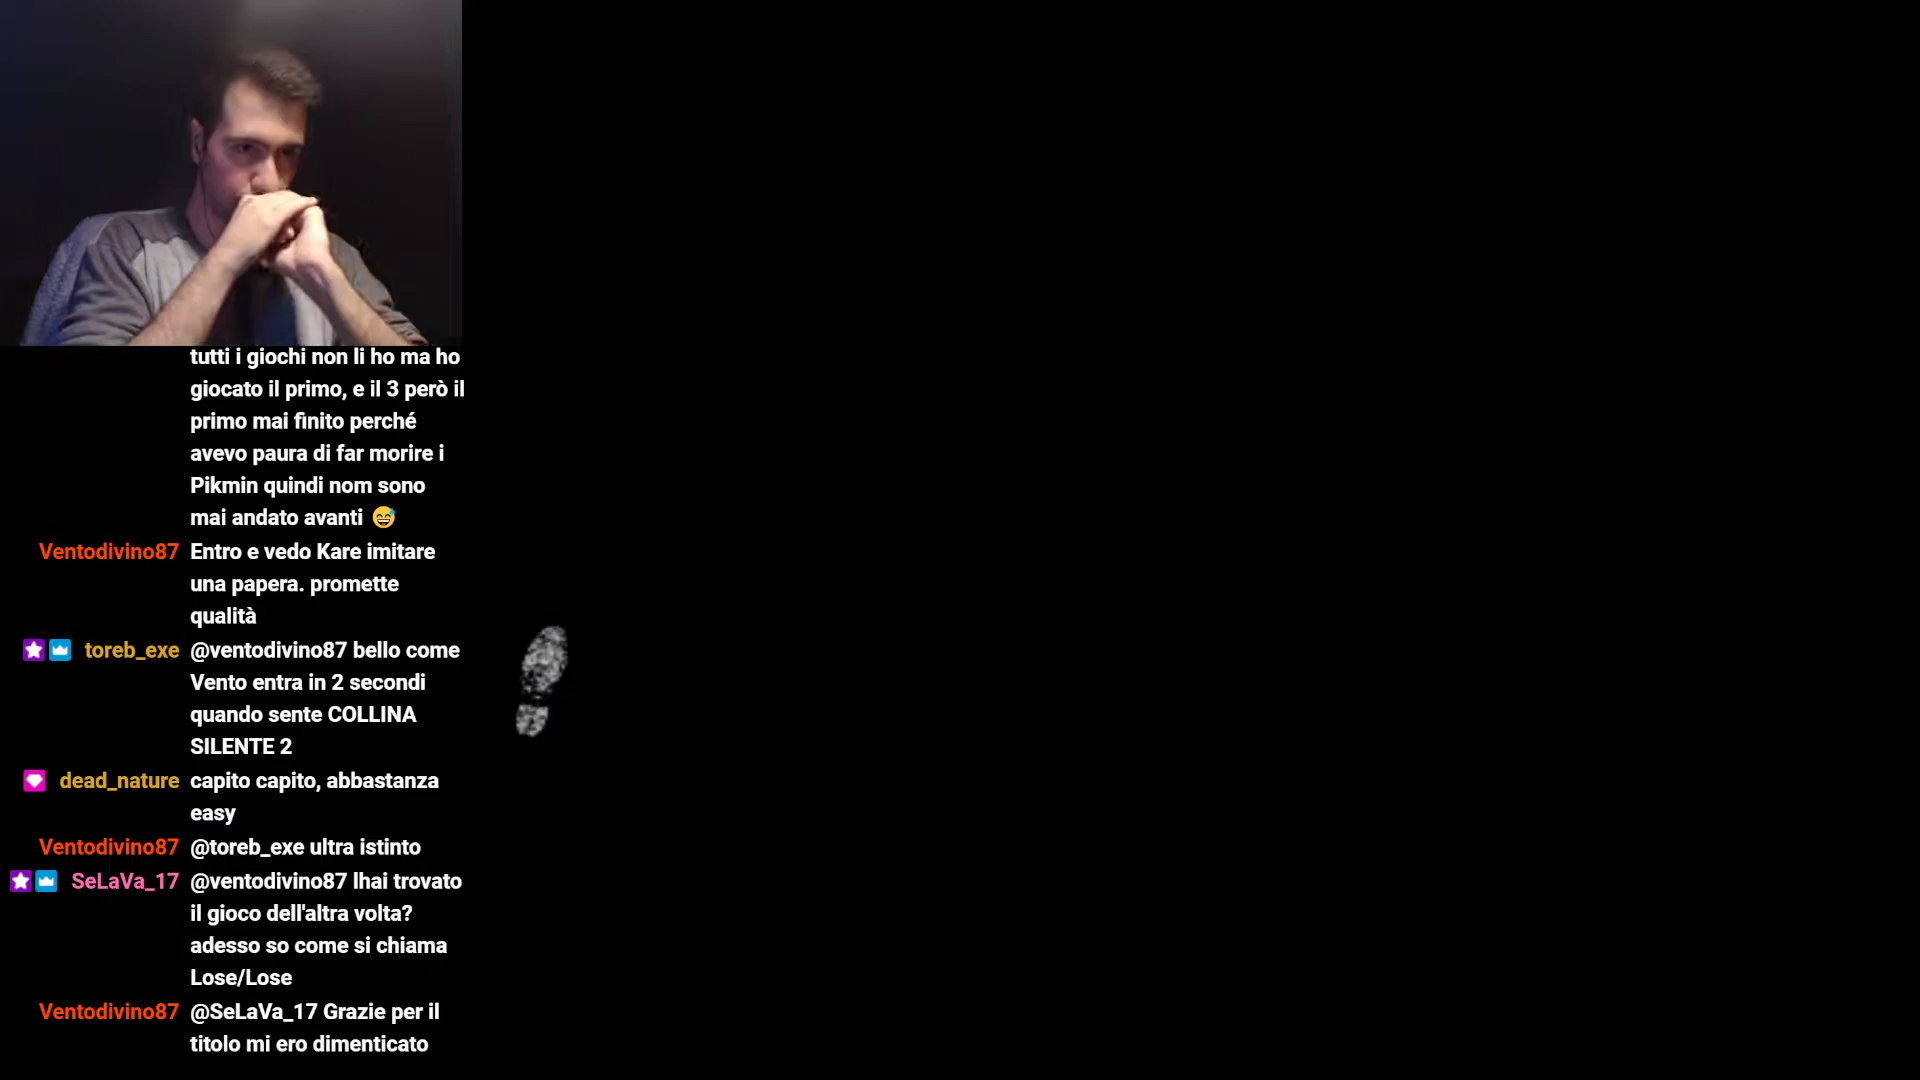 tutti i giochi non li ho ma ho
giocato il primo, e il 3 però il
primo mai finito perché
avevo paura di far morire i
Pikmin quindi nom sono
mai andato avanti 😅
Ventodivino87 Entro e vedo Kare imitare
una papera. promette
qualità
toreb_exe @ventodivino87 bello come
Vento entra in 2 secondi
quando sente COLLINA
SILENTE 2
dead_nature capito capito, abbastanza
easy
Ventodivino87 @toreb_exe ultra istinto
SeLaVa_17 @ventodivino87 lhai trovato
il gioco dell'altra volta?
adesso so come si chiama
Lose/Lose
Ventodivino87 @SeLaVa_17 Grazie per il
titolo mi ero dimenticato